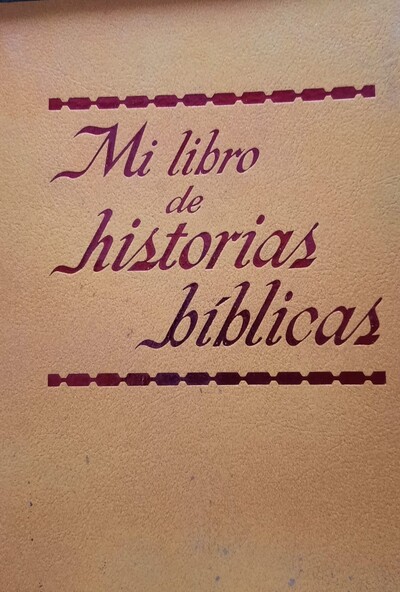 Mi libro
de
historias
bíblicas